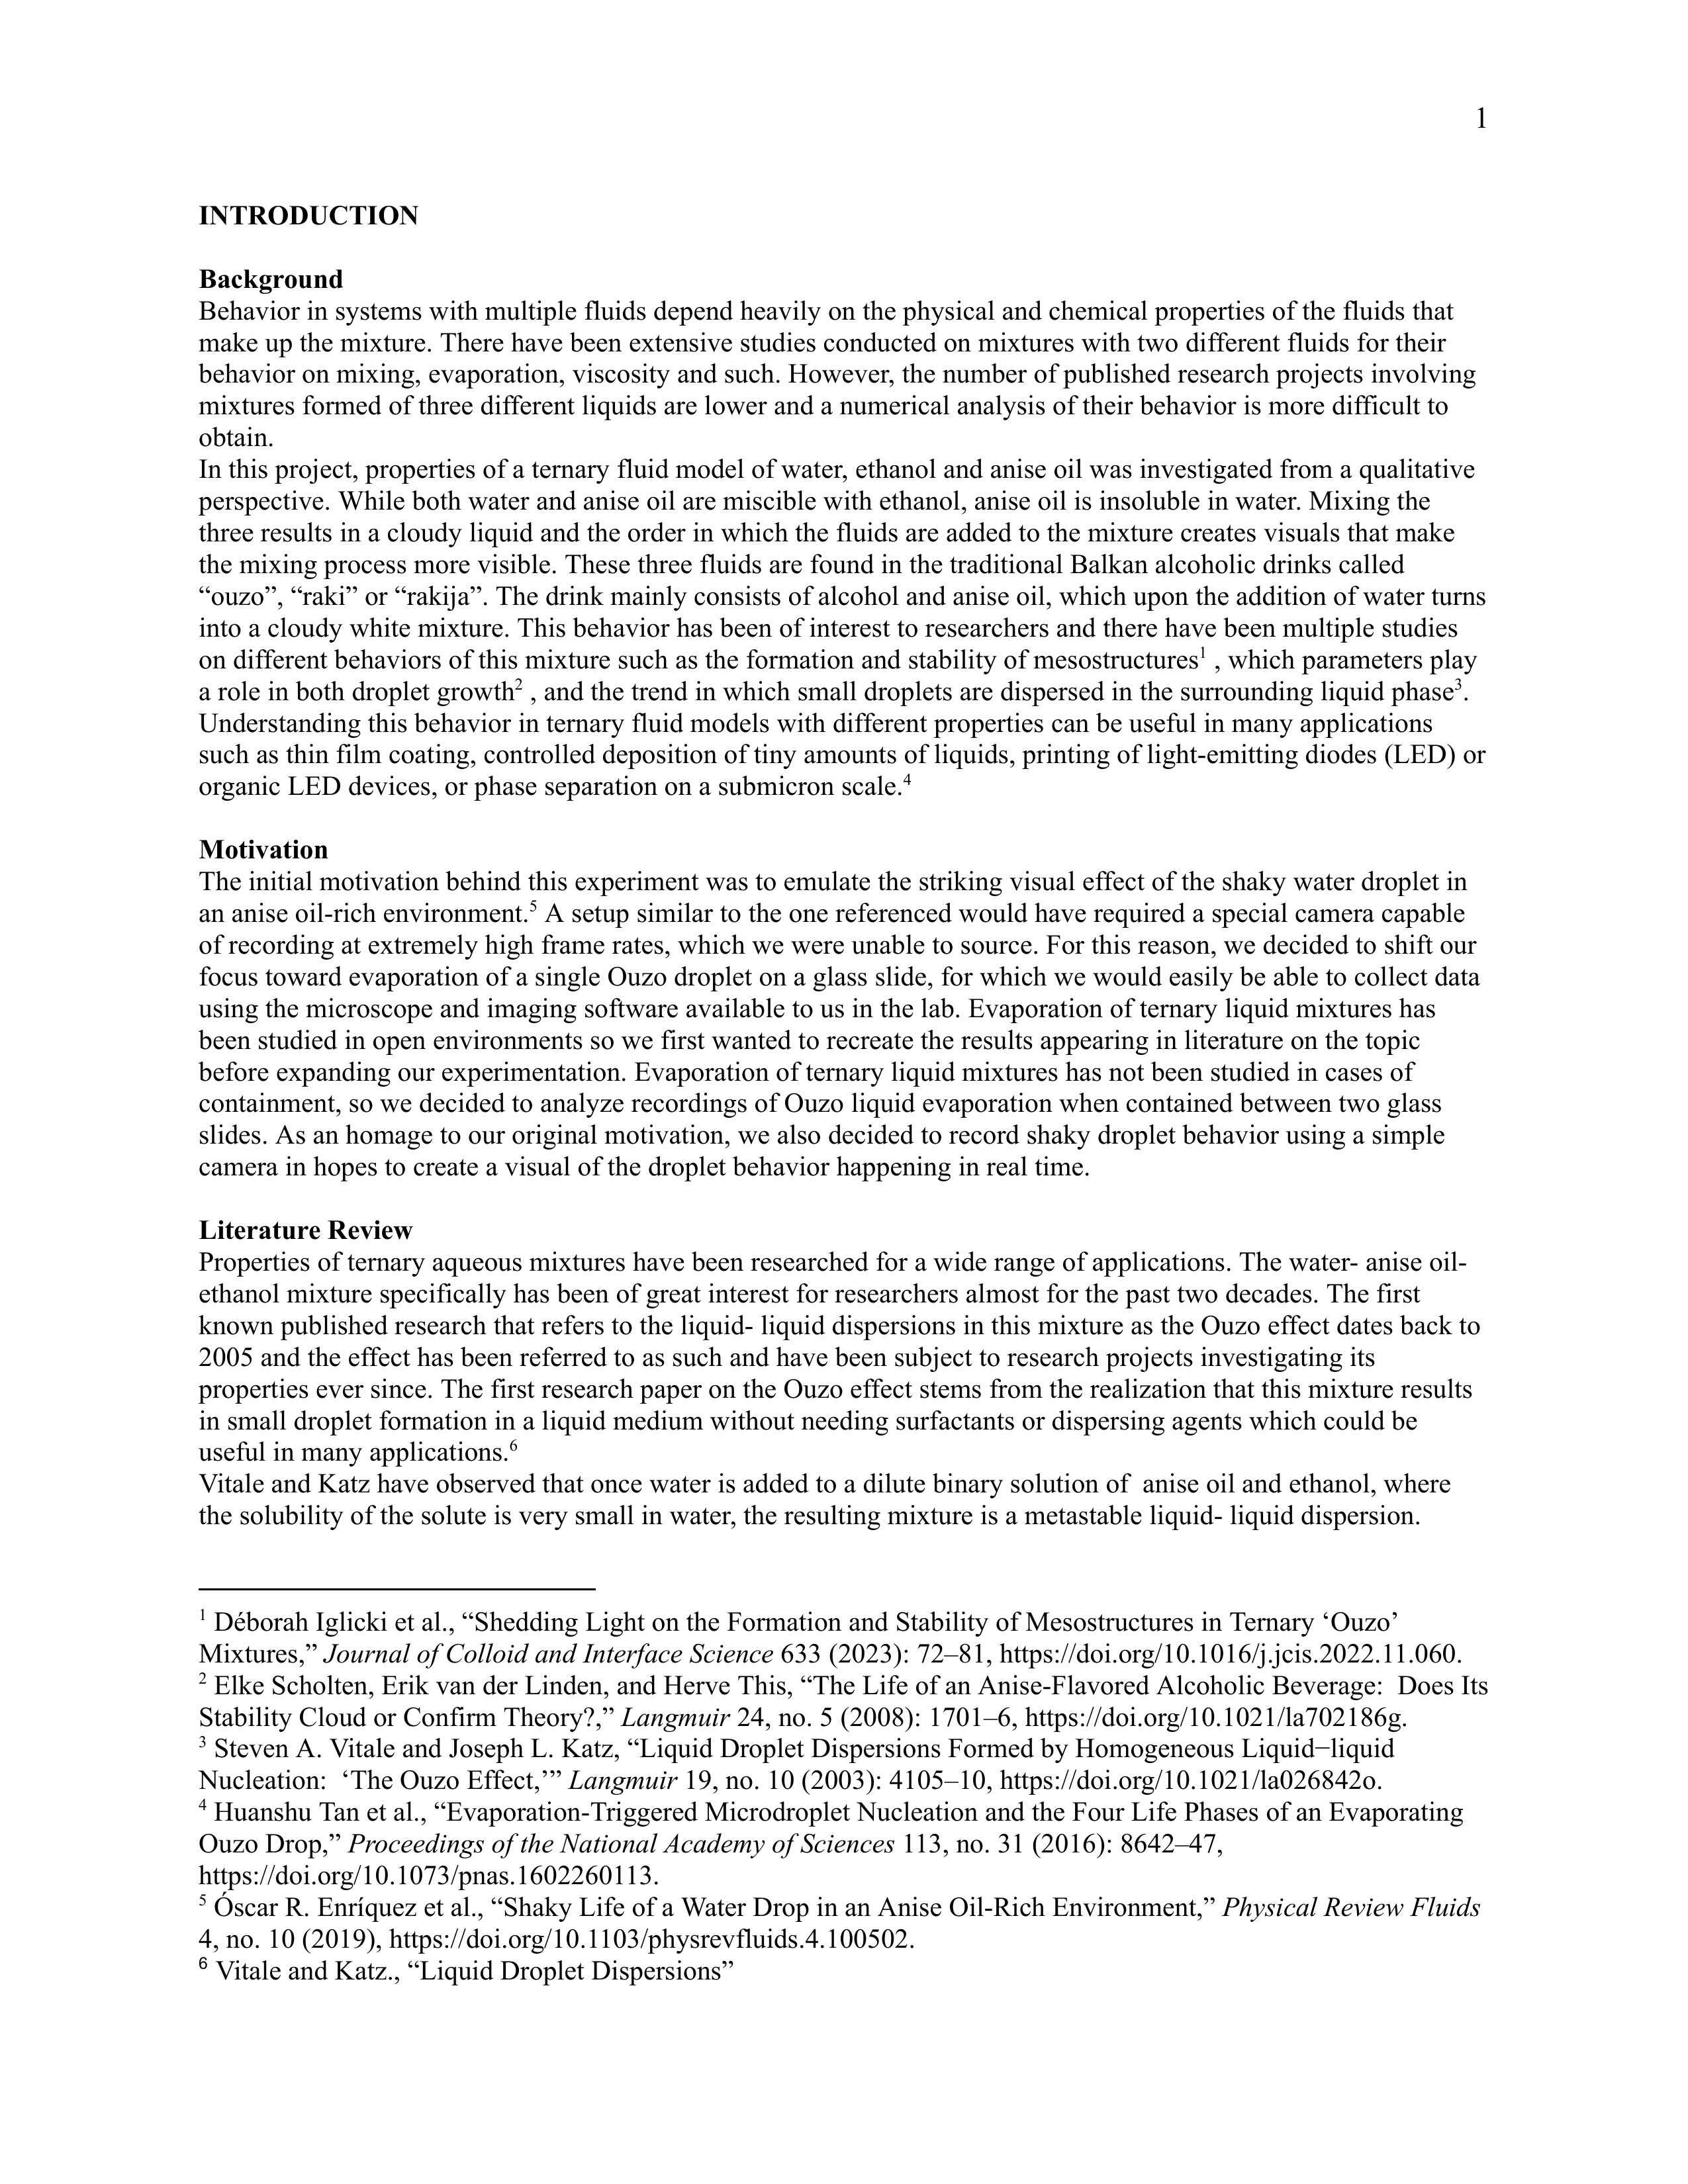 1
INTRODUCTION
Background
Behavior in systems with multiple fluids depend heavily on the physical and chemical properties of the fluids that
make up the mixture. There have been extensive studies conducted on mixtures with two different fluids for their
behavior on mixing, evaporation, viscosity and such. However, the number of published research projects involving
mixtures formed of three different liquids are lower and a numerical analysis of their behavior is more difficult to
obtain.
In this project, properties of a ternary fluid model of water, ethanol and anise oil was investigated from a qualitative
perspective. While both water and anise oil are miscible with ethanol, anise oil is insoluble in water. Mixing the
three results in a cloudy liquid and the order in which the fluids are added to the mixture creates visuals that make
the mixing process more visible. These three fluids are found in the traditional Balkan alcoholic drinks called
“ouzo”, “raki” or “rakija”. The drink mainly consists of alcohol and anise oil, which upon the addition of water turns
into a cloudy white mixture. This behavior has been of interest to researchers and there have been multiple studies
on different behaviors of this mixture such as the formation and stability of mesostructures¹ , which parameters play
a role in both droplet growth² , and the trend in which small droplets are dispersed in the surrounding liquid phase³.
Understanding this behavior in ternary fluid models with different properties can be useful in many applications
such as thin film coating, controlled deposition of tiny amounts of liquids, printing of light-emitting diodes (LED) or
organic LED devices, or phase separation on a submicron scale.⁴
Motivation
The initial motivation behind this experiment was to emulate the striking visual effect of the shaky water droplet in
an anise oil-rich environment.⁵ A setup similar to the one referenced would have required a special camera capable
of recording at extremely high frame rates, which we were unable to source. For this reason, we decided to shift our
focus toward evaporation of a single Ouzo droplet on a glass slide, for which we would easily be able to collect data
using the microscope and imaging software available to us in the lab. Evaporation of ternary liquid mixtures has
been studied in open environments so we first wanted to recreate the results appearing in literature on the topic
before expanding our experimentation. Evaporation of ternary liquid mixtures has not been studied in cases of
containment, so we decided to analyze recordings of Ouzo liquid evaporation when contained between two glass
slides. As an homage to our original motivation, we also decided to record shaky droplet behavior using a simple
camera in hopes to create a visual of the droplet behavior happening in real time.
Literature Review
Properties of ternary aqueous mixtures have been researched for a wide range of applications. The water- anise oil-
ethanol mixture specifically has been of great interest for researchers almost for the past two decades. The first
known published research that refers to the liquid- liquid dispersions in this mixture as the Ouzo effect dates back to
2005 and the effect has been referred to as such and have been subject to research projects investigating its
properties ever since. The first research paper on the Ouzo effect stems from the realization that this mixture results
in small droplet formation in a liquid medium without needing surfactants or dispersing agents which could be
useful in many applications.⁶
Vitale and Katz have observed that once water is added to a dilute binary solution of  anise oil and ethanol, where
the solubility of the solute is very small in water, the resulting mixture is a metastable liquid- liquid dispersion.
¹ Déborah Iglicki et al., “Shedding Light on the Formation and Stability of Mesostructures in Ternary ‘Ouzo’
Mixtures,” Journal of Colloid and Interface Science 633 (2023): 72–81, https://doi.org/10.1016/j.jcis.2022.11.060.
² Elke Scholten, Erik van der Linden, and Herve This, “The Life of an Anise-Flavored Alcoholic Beverage:  Does Its
Stability Cloud or Confirm Theory?,” Langmuir 24, no. 5 (2008): 1701–6, https://doi.org/10.1021/la702186g.
³ Steven A. Vitale and Joseph L. Katz, “Liquid Droplet Dispersions Formed by Homogeneous Liquid−liquid
Nucleation:  ‘The Ouzo Effect,’” Langmuir 19, no. 10 (2003): 4105–10, https://doi.org/10.1021/la026842o.
⁴ Huanshu Tan et al., “Evaporation-Triggered Microdroplet Nucleation and the Four Life Phases of an Evaporating
Ouzo Drop,” Proceedings of the National Academy of Sciences 113, no. 31 (2016): 8642–47,
https://doi.org/10.1073/pnas.1602260113.
⁵ Óscar R. Enríquez et al., “Shaky Life of a Water Drop in an Anise Oil-Rich Environment,” Physical Review Fluids
4, no. 10 (2019), https://doi.org/10.1103/physrevfluids.4.100502.
⁶ Vitale and Katz., “Liquid Droplet Dispersions”